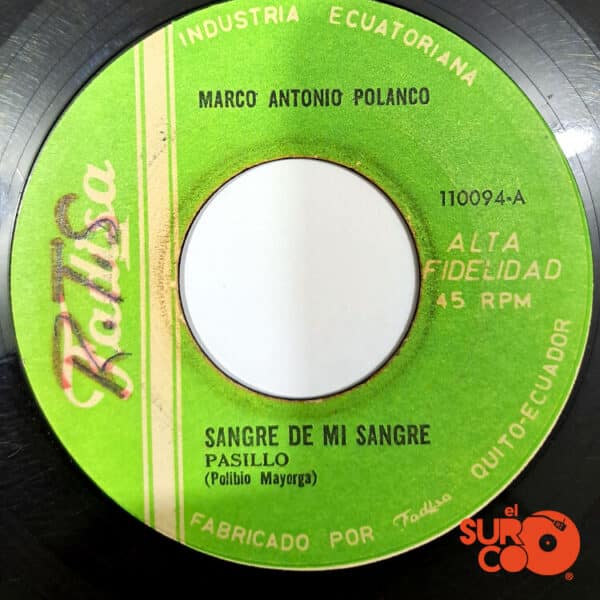 INDUSTRIA ECUATORIANA
MARCO ANTONIO POLANCO
110094-A
ALTA
FIDELIDAD
45 RPM
SANGRE DE MI SANGRE
PASILLO
(Polibio Mayorga)
FABRICADO POR Fadisa QUITO-ECUADOR
el
SURCO
®